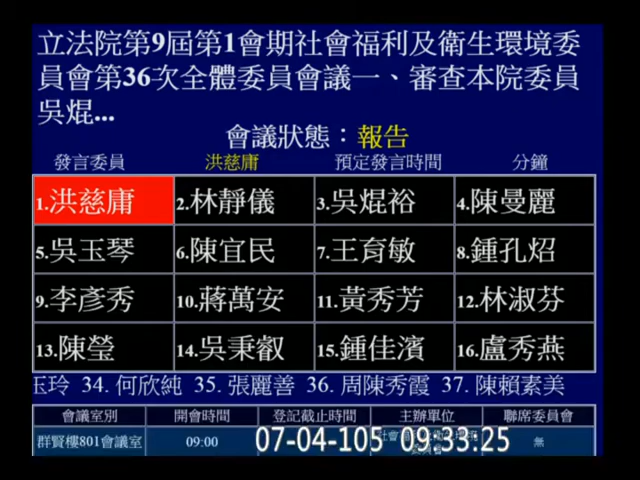 立法院第9屆第1會期社會福利及衛生環境委
員會第36次全體委員會議一、審查本院委員
吳焜...
會議狀態：報告
發言委員 洪慈庸 預定發言時間 分鐘
1.洪慈庸 2.林靜儀 3.吳焜裕 4.陳曼麗
5.吳玉琴 6.陳宜民 7.王育敏 8.鍾孔炤
9.李彥秀 10.蔣萬安 11.黃秀芳 12.林淑芬
13.陳瑩 14.吳秉叡 15.鍾佳濱 16.盧秀燕
玉玲 34. 何欣純 35. 張麗善 36. 周陳秀霞 37. 陳賴素美
會議室別 開會時間 登記截止時間 主辦單位 聯席委員會
群賢樓801會議室 09:00 無
07-04-105 09:33:25